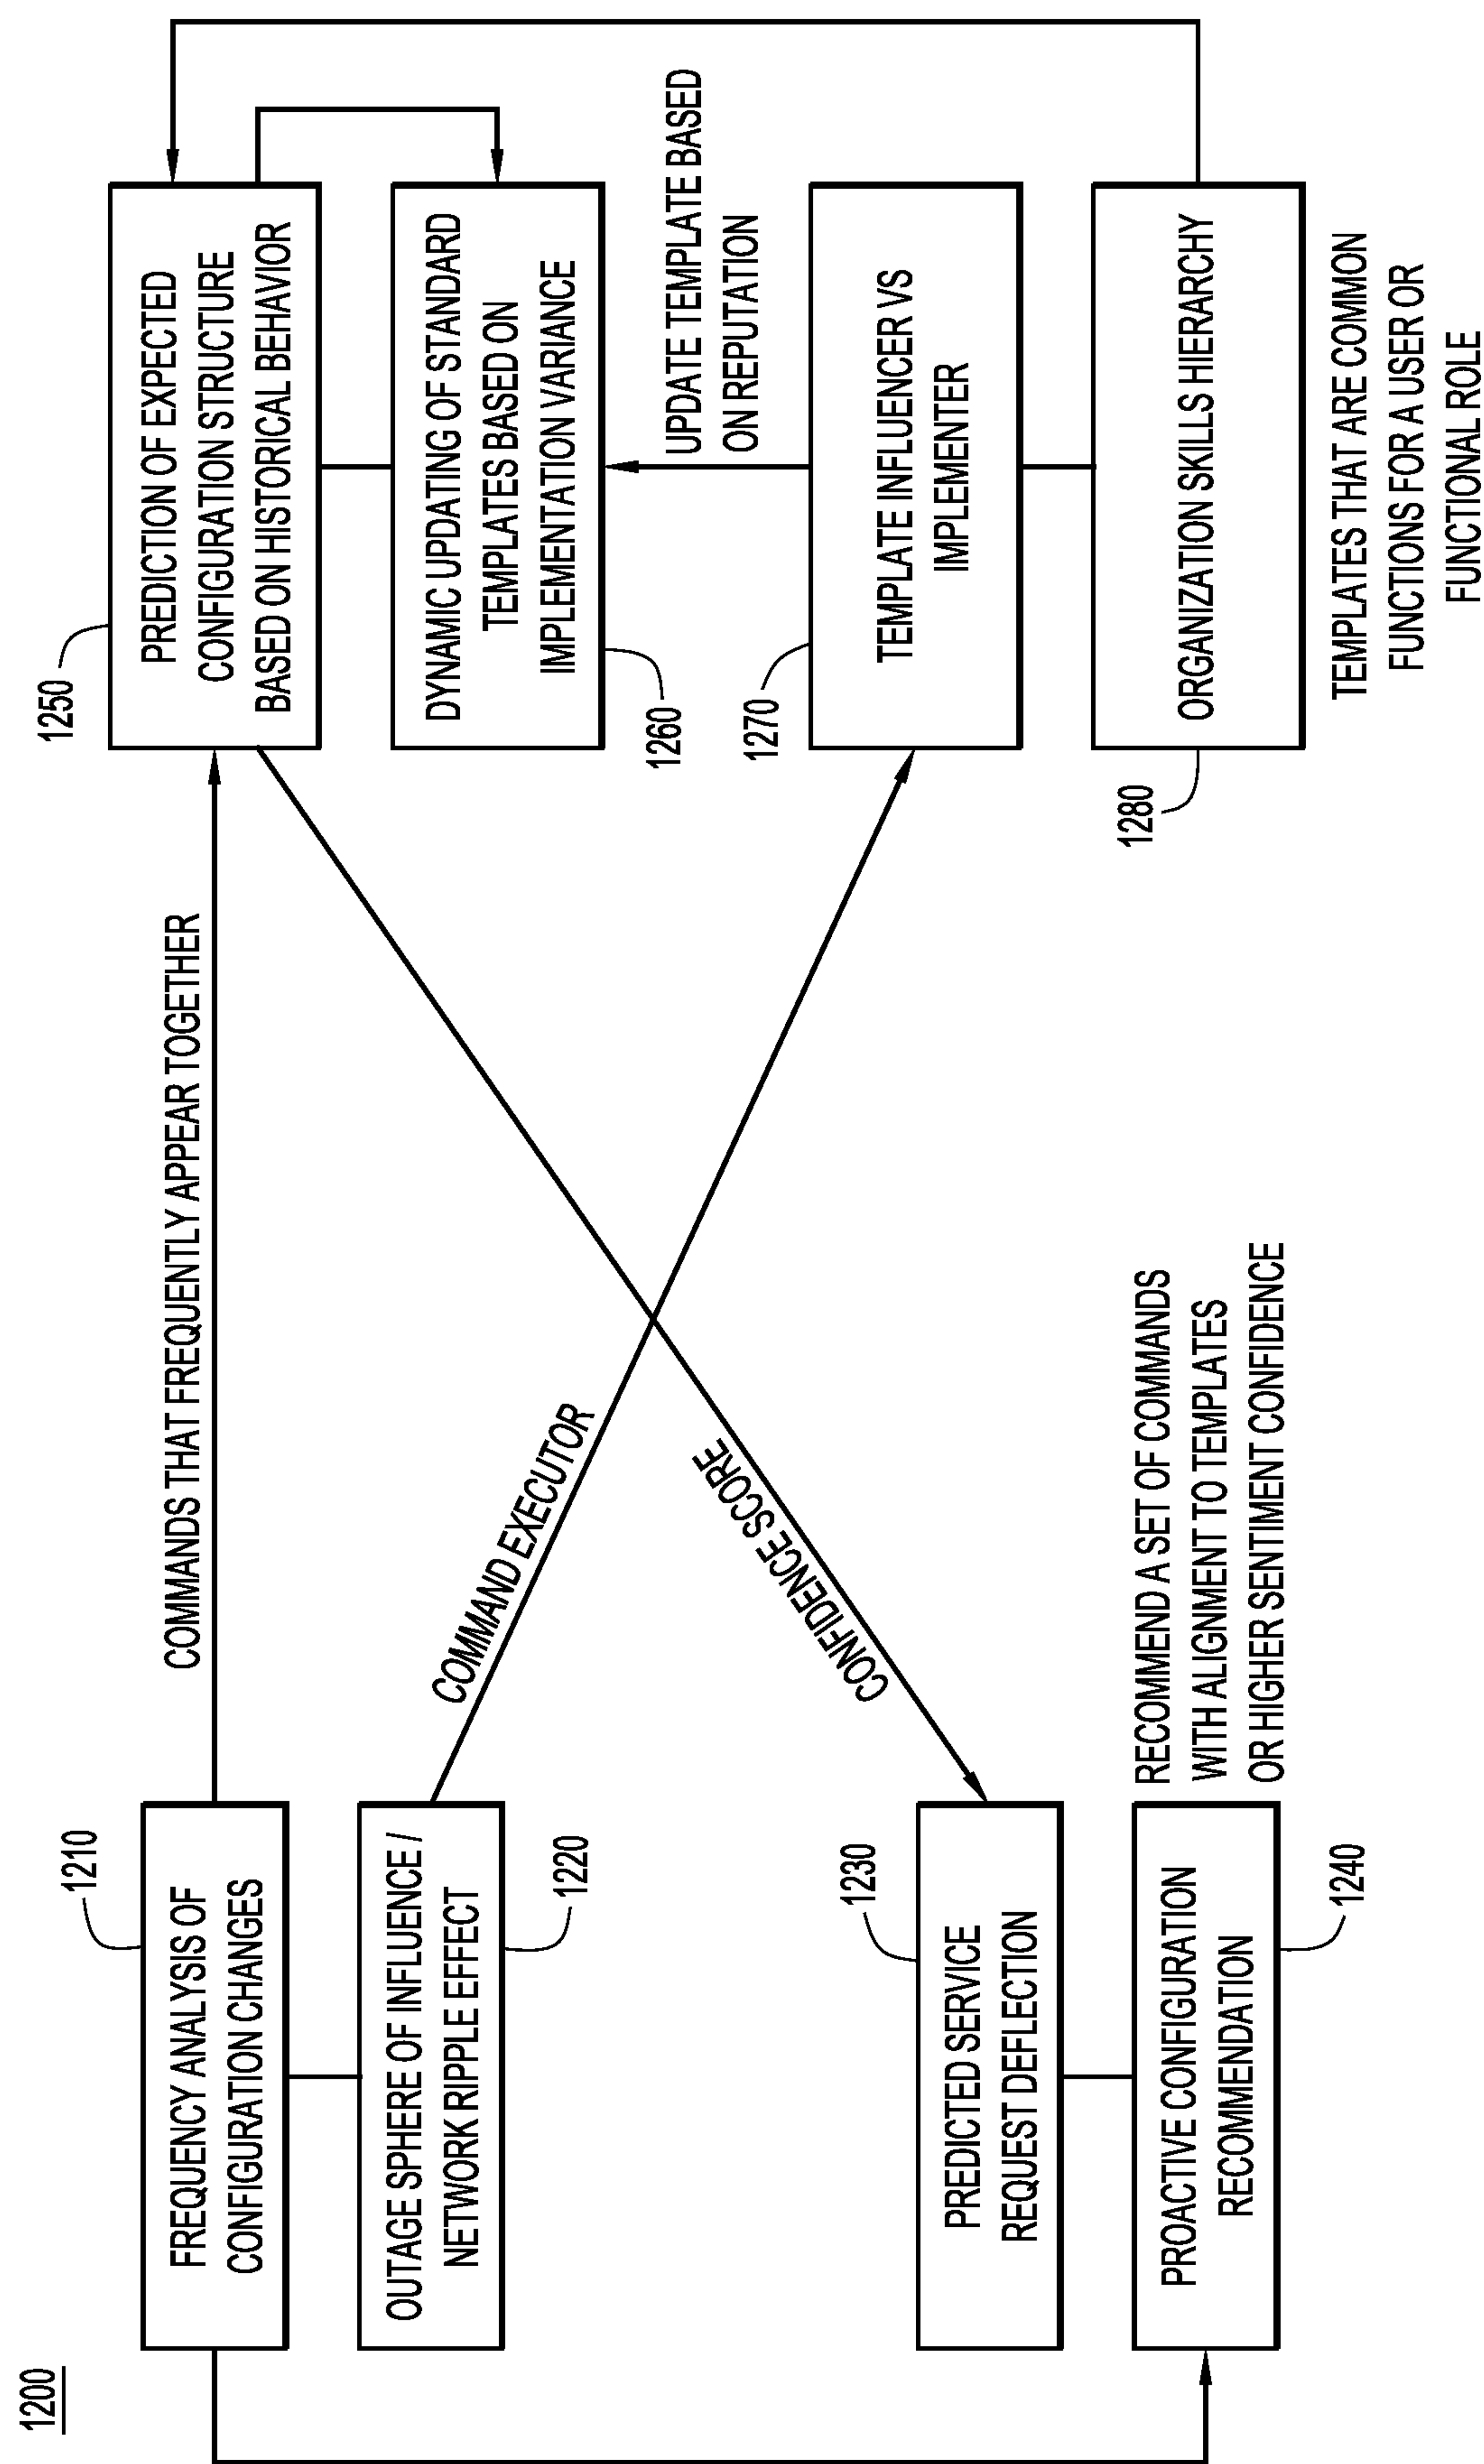 1200
1210
FREQUENCY ANALYSIS OF
CONFIGURATION CHANGES
OUTAGE SPHERE OF INFLUENCE /
NETWORK RIPPLE EFFECT
1220
1230
PREDICTED SERVICE
REQUEST DEFLECTION
PROACTIVE CONFIGURATION
RECOMMENDATION
1240
RECOMMEND A SET OF COMMANDS
WITH ALIGNMENT TO TEMPLATES
OR HIGHER SENTIMENT CONFIDENCE
COMMANDS THAT FREQUENTLY APPEAR TOGETHER
COMMAND EXECUTOR
CONFIDENCE SCORE
1250
PREDICTION OF EXPECTED
CONFIGURATION STRUCTURE
BASED ON HISTORICAL BEHAVIOR
DYNAMIC UPDATING OF STANDARD
TEMPLATES BASED ON
IMPLEMENTATION VARIANCE
1260
UPDATE TEMPLATE BASED
ON REPUTATION
1270
TEMPLATE INFLUENCER VS
IMPLEMENTER
ORGANIZATION SKILLS HIERARCHY
1280
TEMPLATES THAT ARE COMMON
FUNCTIONS FOR A USER OR
FUNCTIONAL ROLE